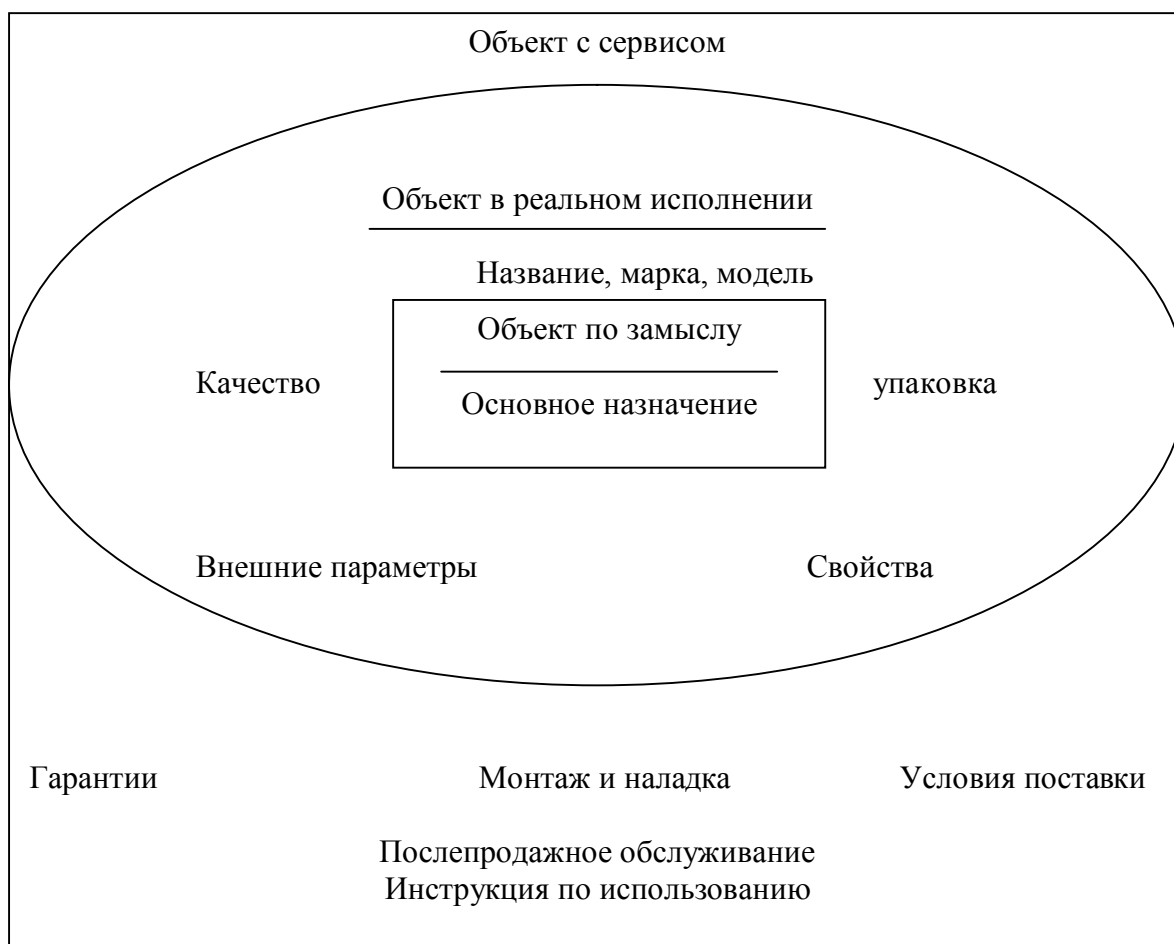 Объект с сервисом
Объект в реальном исполнении
Название, марка, модель
Объект по замыслу
Качество
упаковка
Основное назначение
Внешние параметры
Свойства
Гарантии
Монтаж и наладка
Условия поставки
Послепродажное обслуживание
Инструкция по использованию